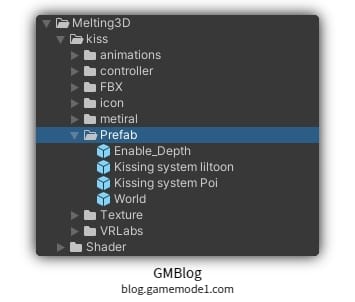 Melting3D
kiss
animations
controller
FBX
icon
metiral
Prefab
Enable_Depth
Kissing system liltoon
Kissing system Poi
World
Texture
VRLabs
Shader
GMBlog
blog.gamemode1.com